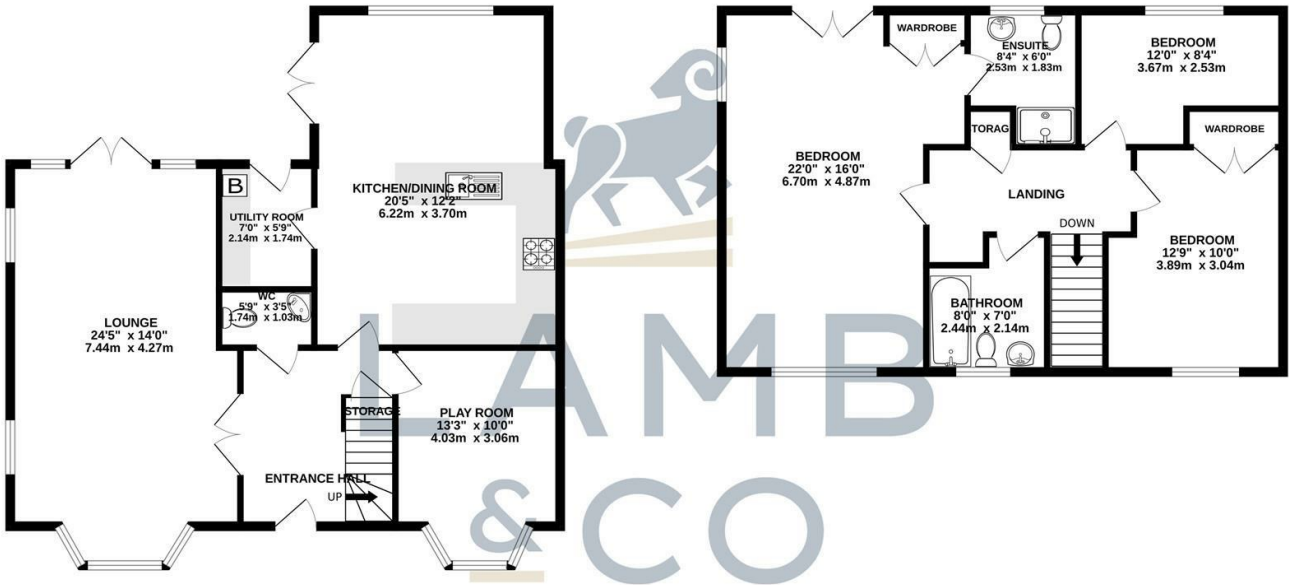 KITCHEN/DINING ROOM
20'5" x 12'2"
6.22m x 3.70m
B
UTILITY ROOM
7'0" x 5'9"
2.14m x 1.74m
WC
5'9" x 3'5"
1.74m x 1.03m
LOUNGE
24'5" x 14'0"
7.44m x 4.27m
STORAGE
PLAY ROOM
13'3" x 10'0"
4.03m x 3.06m
ENTRANCE HALL
UP
WARDROBE
ENSUITE
8'4" x 6'0"
2.53m x 1.83m
BEDROOM
12'0" x 8'4"
3.67m x 2.53m
TORAG
WARDROBE
BEDROOM
22'0" x 16'0"
6.70m x 4.87m
LANDING
DOWN
BEDROOM
12'9" x 10'0"
3.89m x 3.04m
BATHROOM
8'0" x 7'0"
2.44m x 2.14m
LAMB
&CO